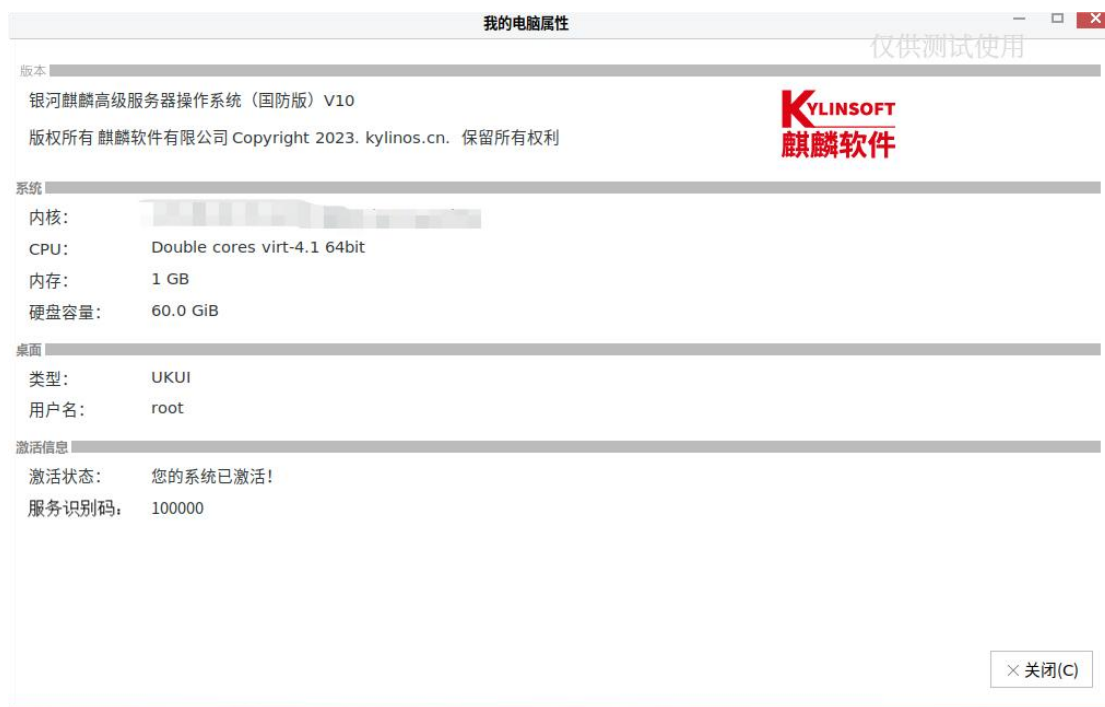 我的电脑属性
仅供测试使用
版本
银河麒麟高级服务器操作系统（国防版）V10
版权所有 麒麟软件有限公司 Copyright 2023. kylinos.cn. 保留所有权利
KYLINSOFT
麒麟软件
系统
内核：
CPU： Double cores virt-4.1 64bit
内存： 1 GB
硬盘容量： 60.0 GiB
桌面
类型： UKUI
用户名： root
激活信息
激活状态： 您的系统已激活！
服务识别码： 100000
× 关闭(C)